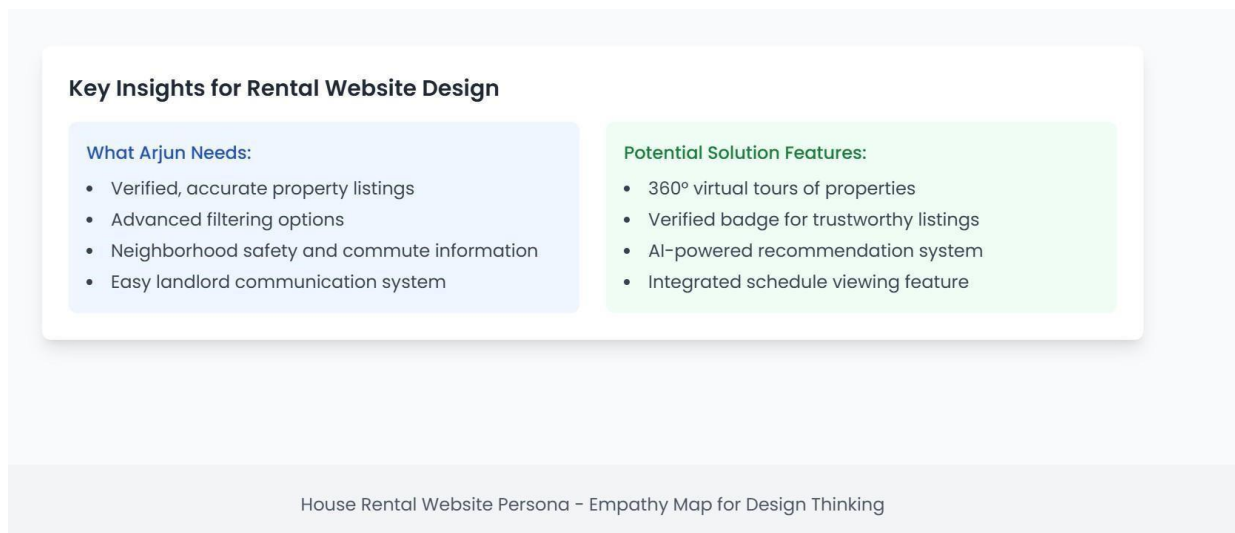 Key Insights for Rental Website Design
What Arjun Needs:
• Verified, accurate property listings
• Advanced filtering options
• Neighborhood safety and commute information
• Easy landlord communication system
Potential Solution Features:
• 360° virtual tours of properties
• Verified badge for trustworthy listings
• AI-powered recommendation system
• Integrated schedule viewing feature
House Rental Website Persona - Empathy Map for Design Thinking